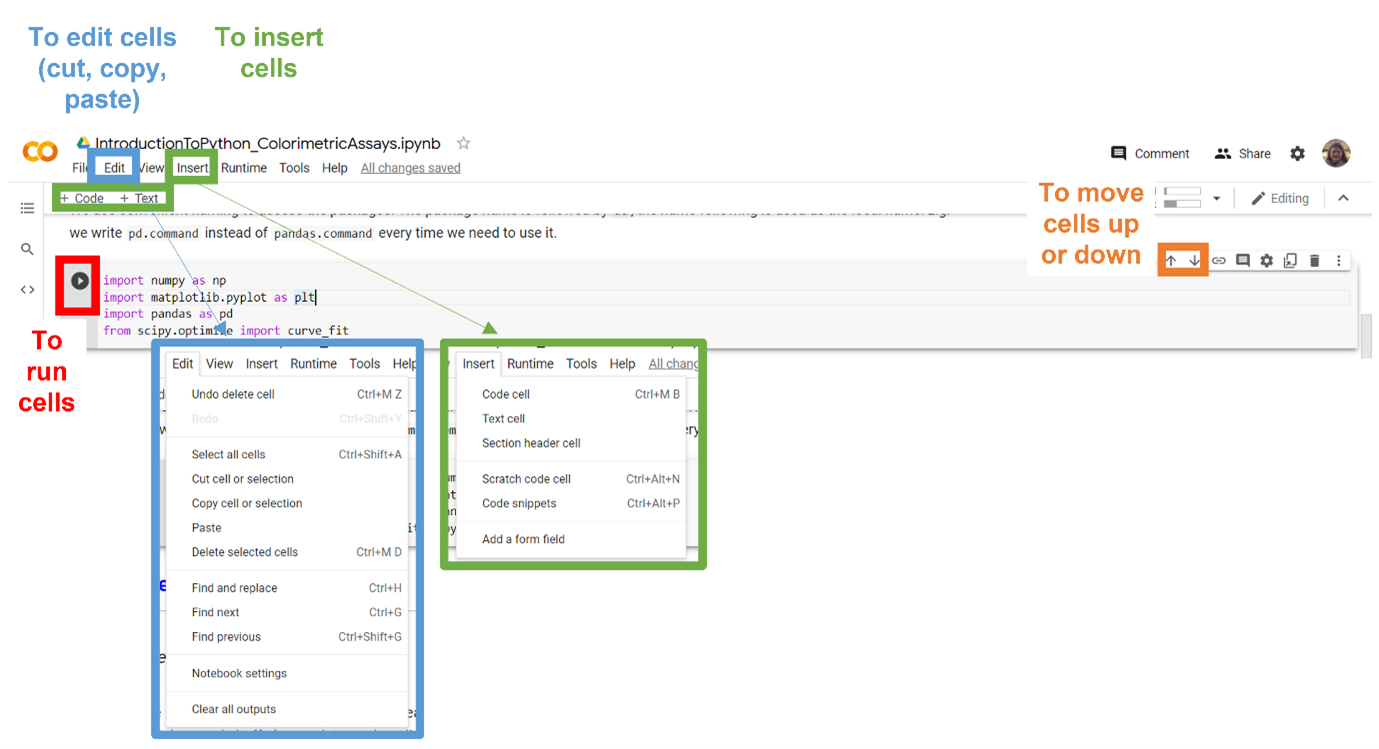 To edit cells
(cut, copy,
paste)
To insert
cells
IntroductionToPython_ColorimetricAssays.ipynb
File Edit View Insert Runtime Tools Help All changes saved
Comment Share
+ Code + Text
To move
cells up
or down
Editing
we write pd.command instead of pandas.command every time we need to use it.
import numpy as np
import matplotlib.pyplot as plt
import pandas as pd
from scipy.optimize import curve_fit
To
run
cells
Edit View Insert Runtime Tools Help
Undo delete cell Ctrl+M Z
Redo Ctrl+Shift+Y
Select all cells Ctrl+Shift+A
Cut cell or selection
Copy cell or selection
Paste
Delete selected cells Ctrl+M D
Find and replace Ctrl+H
Find next Ctrl+G
Find previous Ctrl+Shift+G
Notebook settings
Clear all outputs
Insert Runtime Tools Help All chang
Code cell Ctrl+M B
Text cell
Section header cell
Scratch code cell Ctrl+Alt+N
Code snippets Ctrl+Alt+P
Add a form field